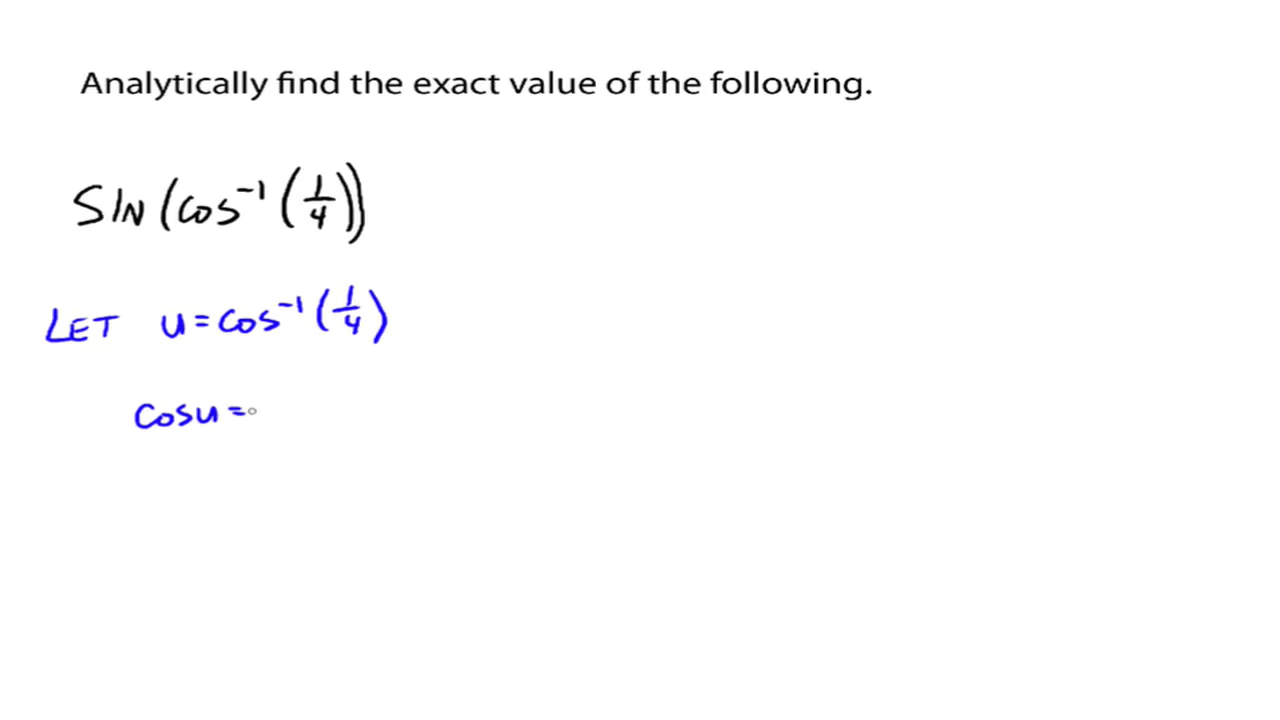 Analytically find the exact value of the following.
SIN (cos⁻¹ (1/4))
LET u = cos⁻¹ (1/4)
cosu =